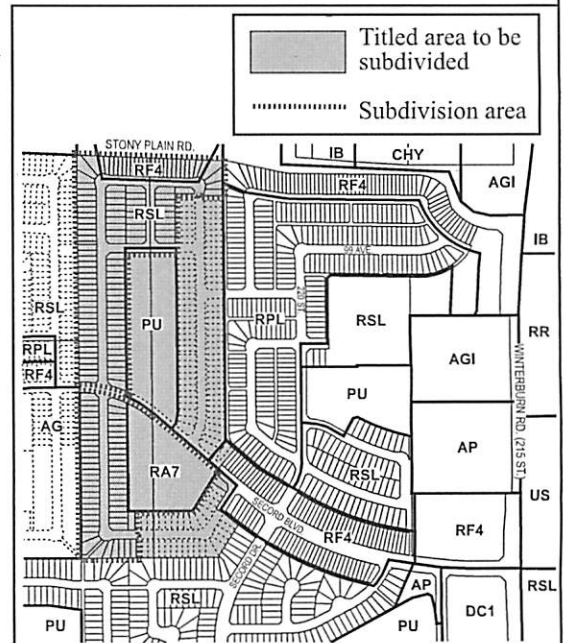 Titled area to be
subdivided
Subdivision area
STONY PLAIN RD.
IB
CHY
RF4
RF4
AGI
RSL
IB
99 AVE
RSL
PU
220 ST
RPL
RSL
RR
RPL
RF4
AGI
WINTERBURN RD (215 ST.
PU
AG
AP
RA7
RSL
US
SECORD BLVD
RF4
RF4
SECORD DR
RSL
AP
RSL
PU
PU
DC1